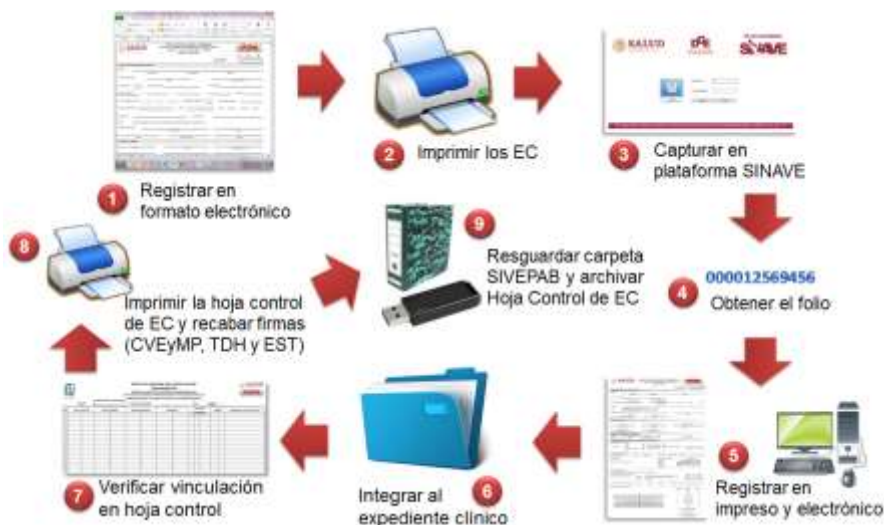 1
Registrar en
formato electrónico
2
Imprimir los EC
SALUD
SINAVE
3
Capturar en
plataforma SINAVE
000012569456
4
Obtener el folio
5
Registrar en
impreso y electrónico
6
Integrar al
expediente clínico
7
Verificar vinculación
en hoja control
8
Imprimir la hoja control
de EC y recabar firmas
(CVEyMP, TDH y EST)
9
Resguardar carpeta
SIVEPAB y archivar
Hoja Control de EC